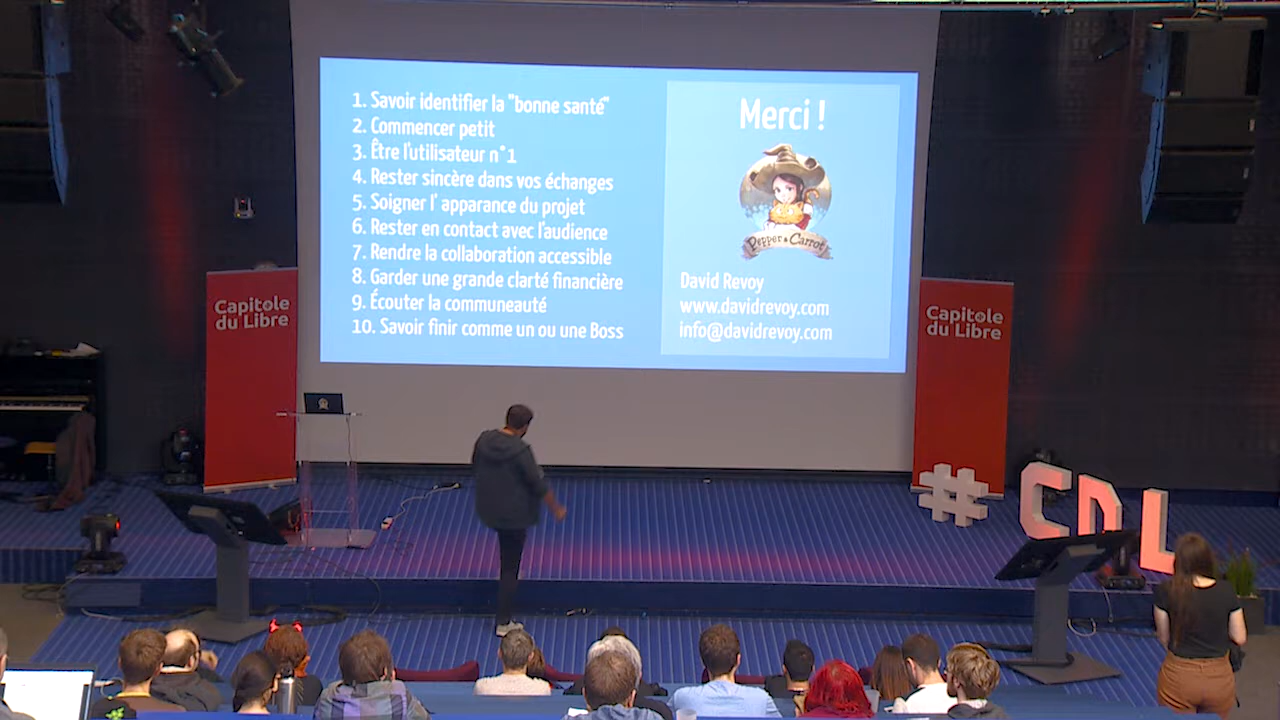 1. Savoir identifier la "bonne santé"
2. Commencer petit
3. Être l'utilisateur n°1
4. Rester sincère dans vos échanges
5. Soigner l' apparance du projet
6. Rester en contact avec l'audience
7. Rendre la collaboration accessible
8. Garder une grande clarté financière
9. Écouter la communeauté
10. Savoir finir comme un ou une Boss
Merci !
Pepper & Carrot
David Revoy
www.davidrevoy.com
info@davidrevoy.com
Capitole
du Libre
Capitole
du Libre
#CDL